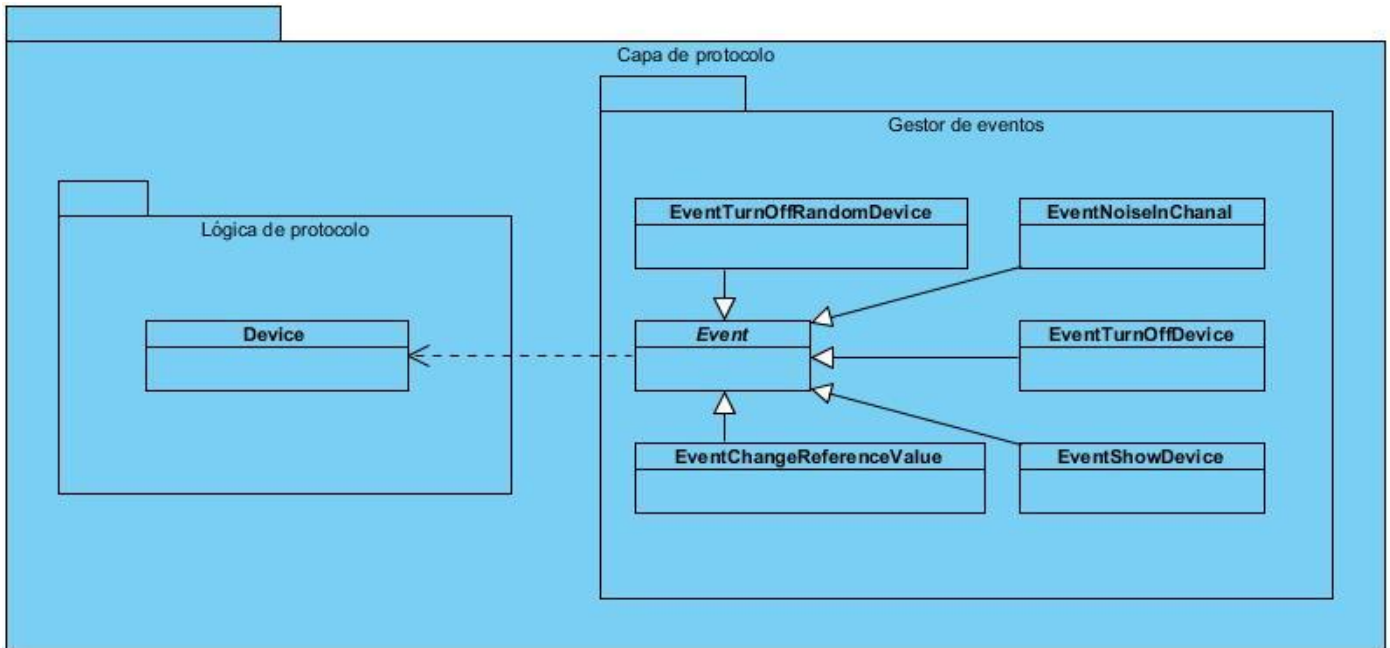 Capa de protocolo
Gestor de eventos
Lógica de protocolo
EventTurnOffRandomDevice
EventNoiseInChanal
Device
Event
EventTurnOffDevice
EventChangeReferenceValue
EventShowDevice